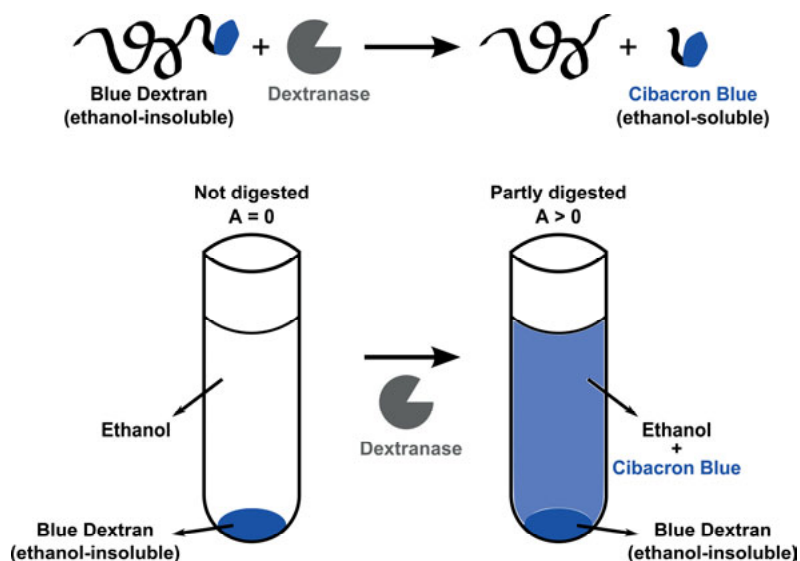 +
+
Blue Dextran
(ethanol-insoluble)
Dextranase
Cibacron Blue
(ethanol-soluble)
Not digested
A = 0
Partly digested
A > 0
Ethanol
Dextranase
Ethanol
+
Cibacron Blue
Blue Dextran
(ethanol-insoluble)
Blue Dextran
(ethanol-insoluble)